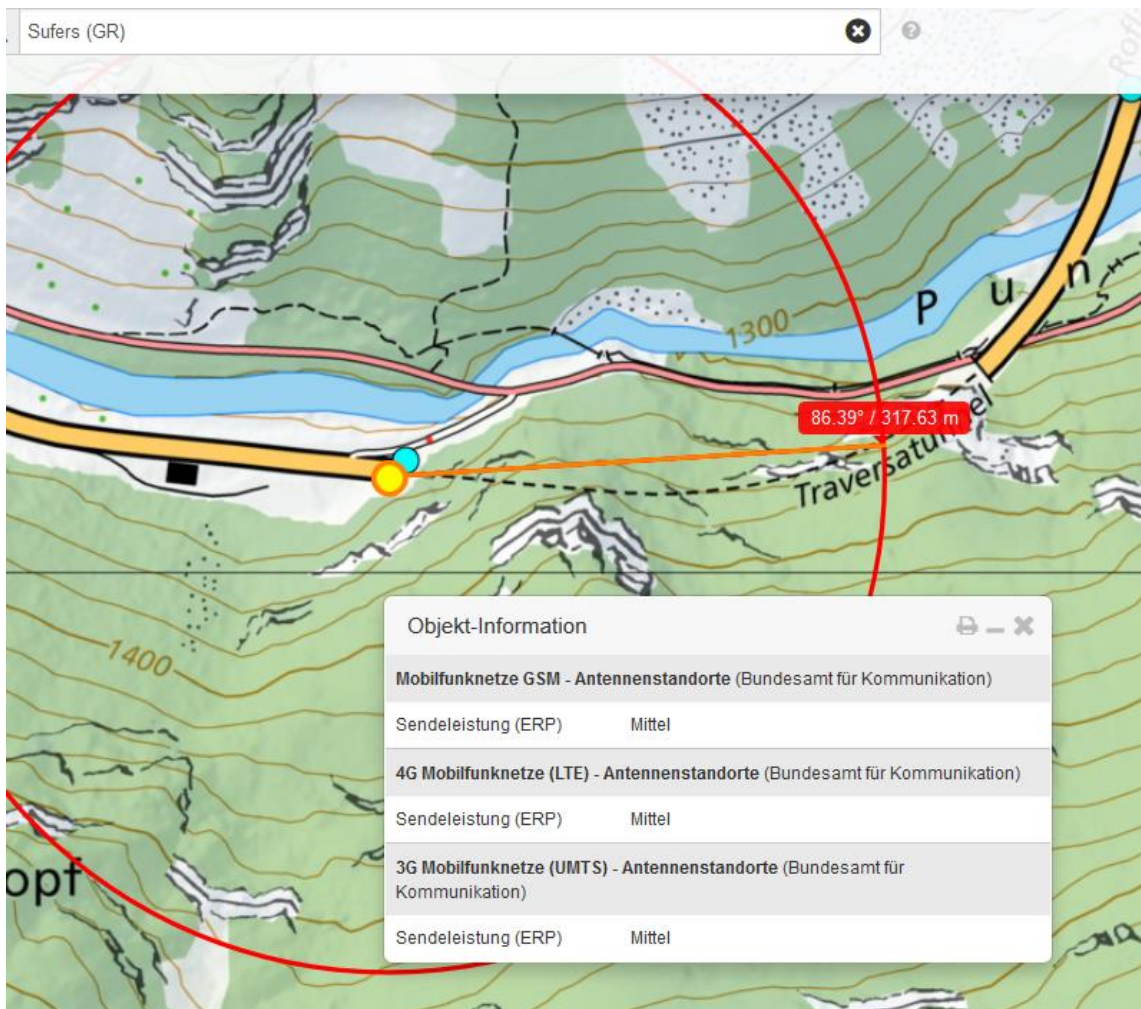 Sufers (GR)
Rofl
1300
P u n
86.39° / 317.63 m
Traversatunnel
1400
opf
Objekt-Information
Mobilfunknetze GSM - Antennenstandorte (Bundesamt für Kommunikation)
Sendeleistung (ERP) Mittel
4G Mobilfunknetze (LTE) - Antennenstandorte (Bundesamt für Kommunikation)
Sendeleistung (ERP) Mittel
3G Mobilfunknetze (UMTS) - Antennenstandorte (Bundesamt für
Kommunikation)
Sendeleistung (ERP) Mittel